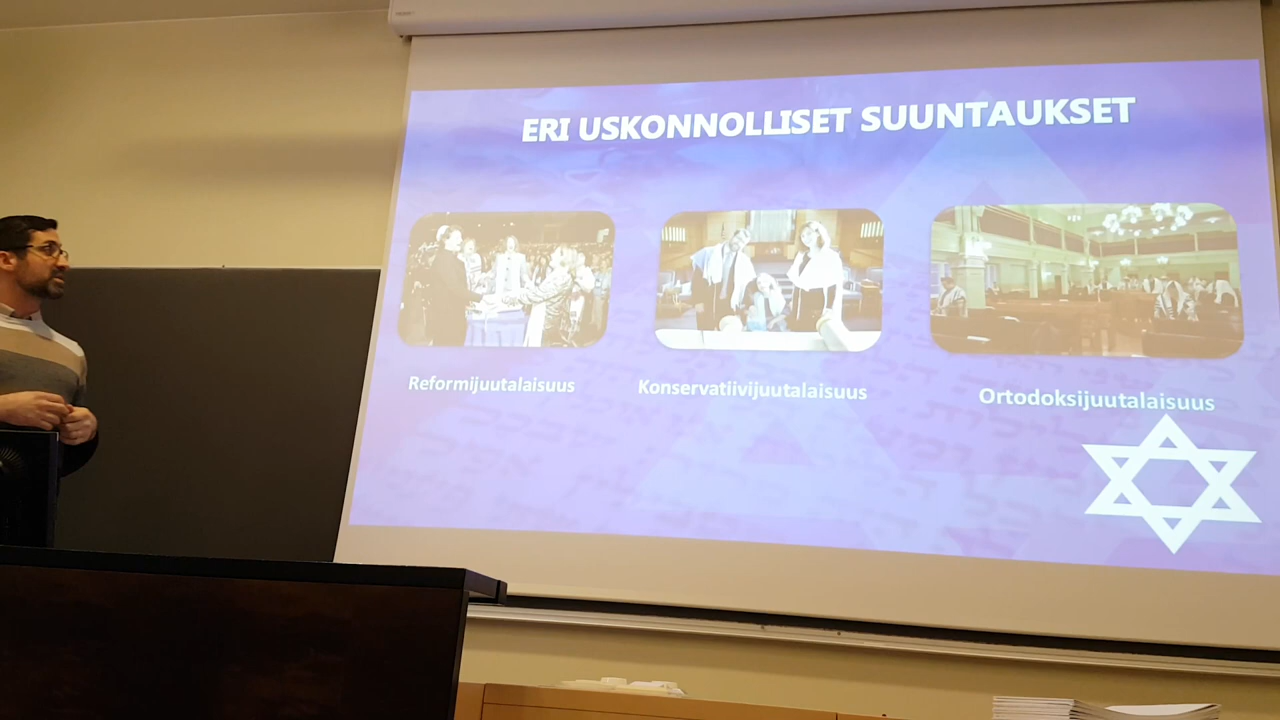 ERI USKONNOLLISET SUUNTAUKSET
Reformijuutalaisuus
Konservatiivijuutalaisuus
Ortodoksijuutalaisuus